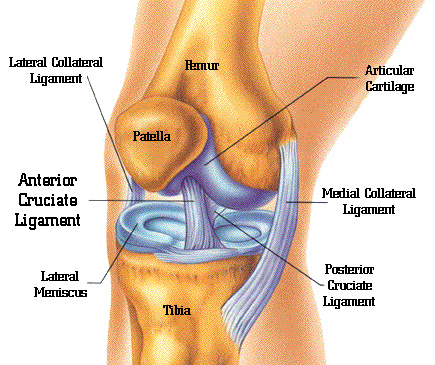 Lateral Collateral
Ligament
Femur
Articular
Cartilage
Patella
Anterior
Cruciate
Ligament
Medial Collateral
Ligament
Lateral
Meniscus
Posterior
Cruciate
Ligament
Tibia